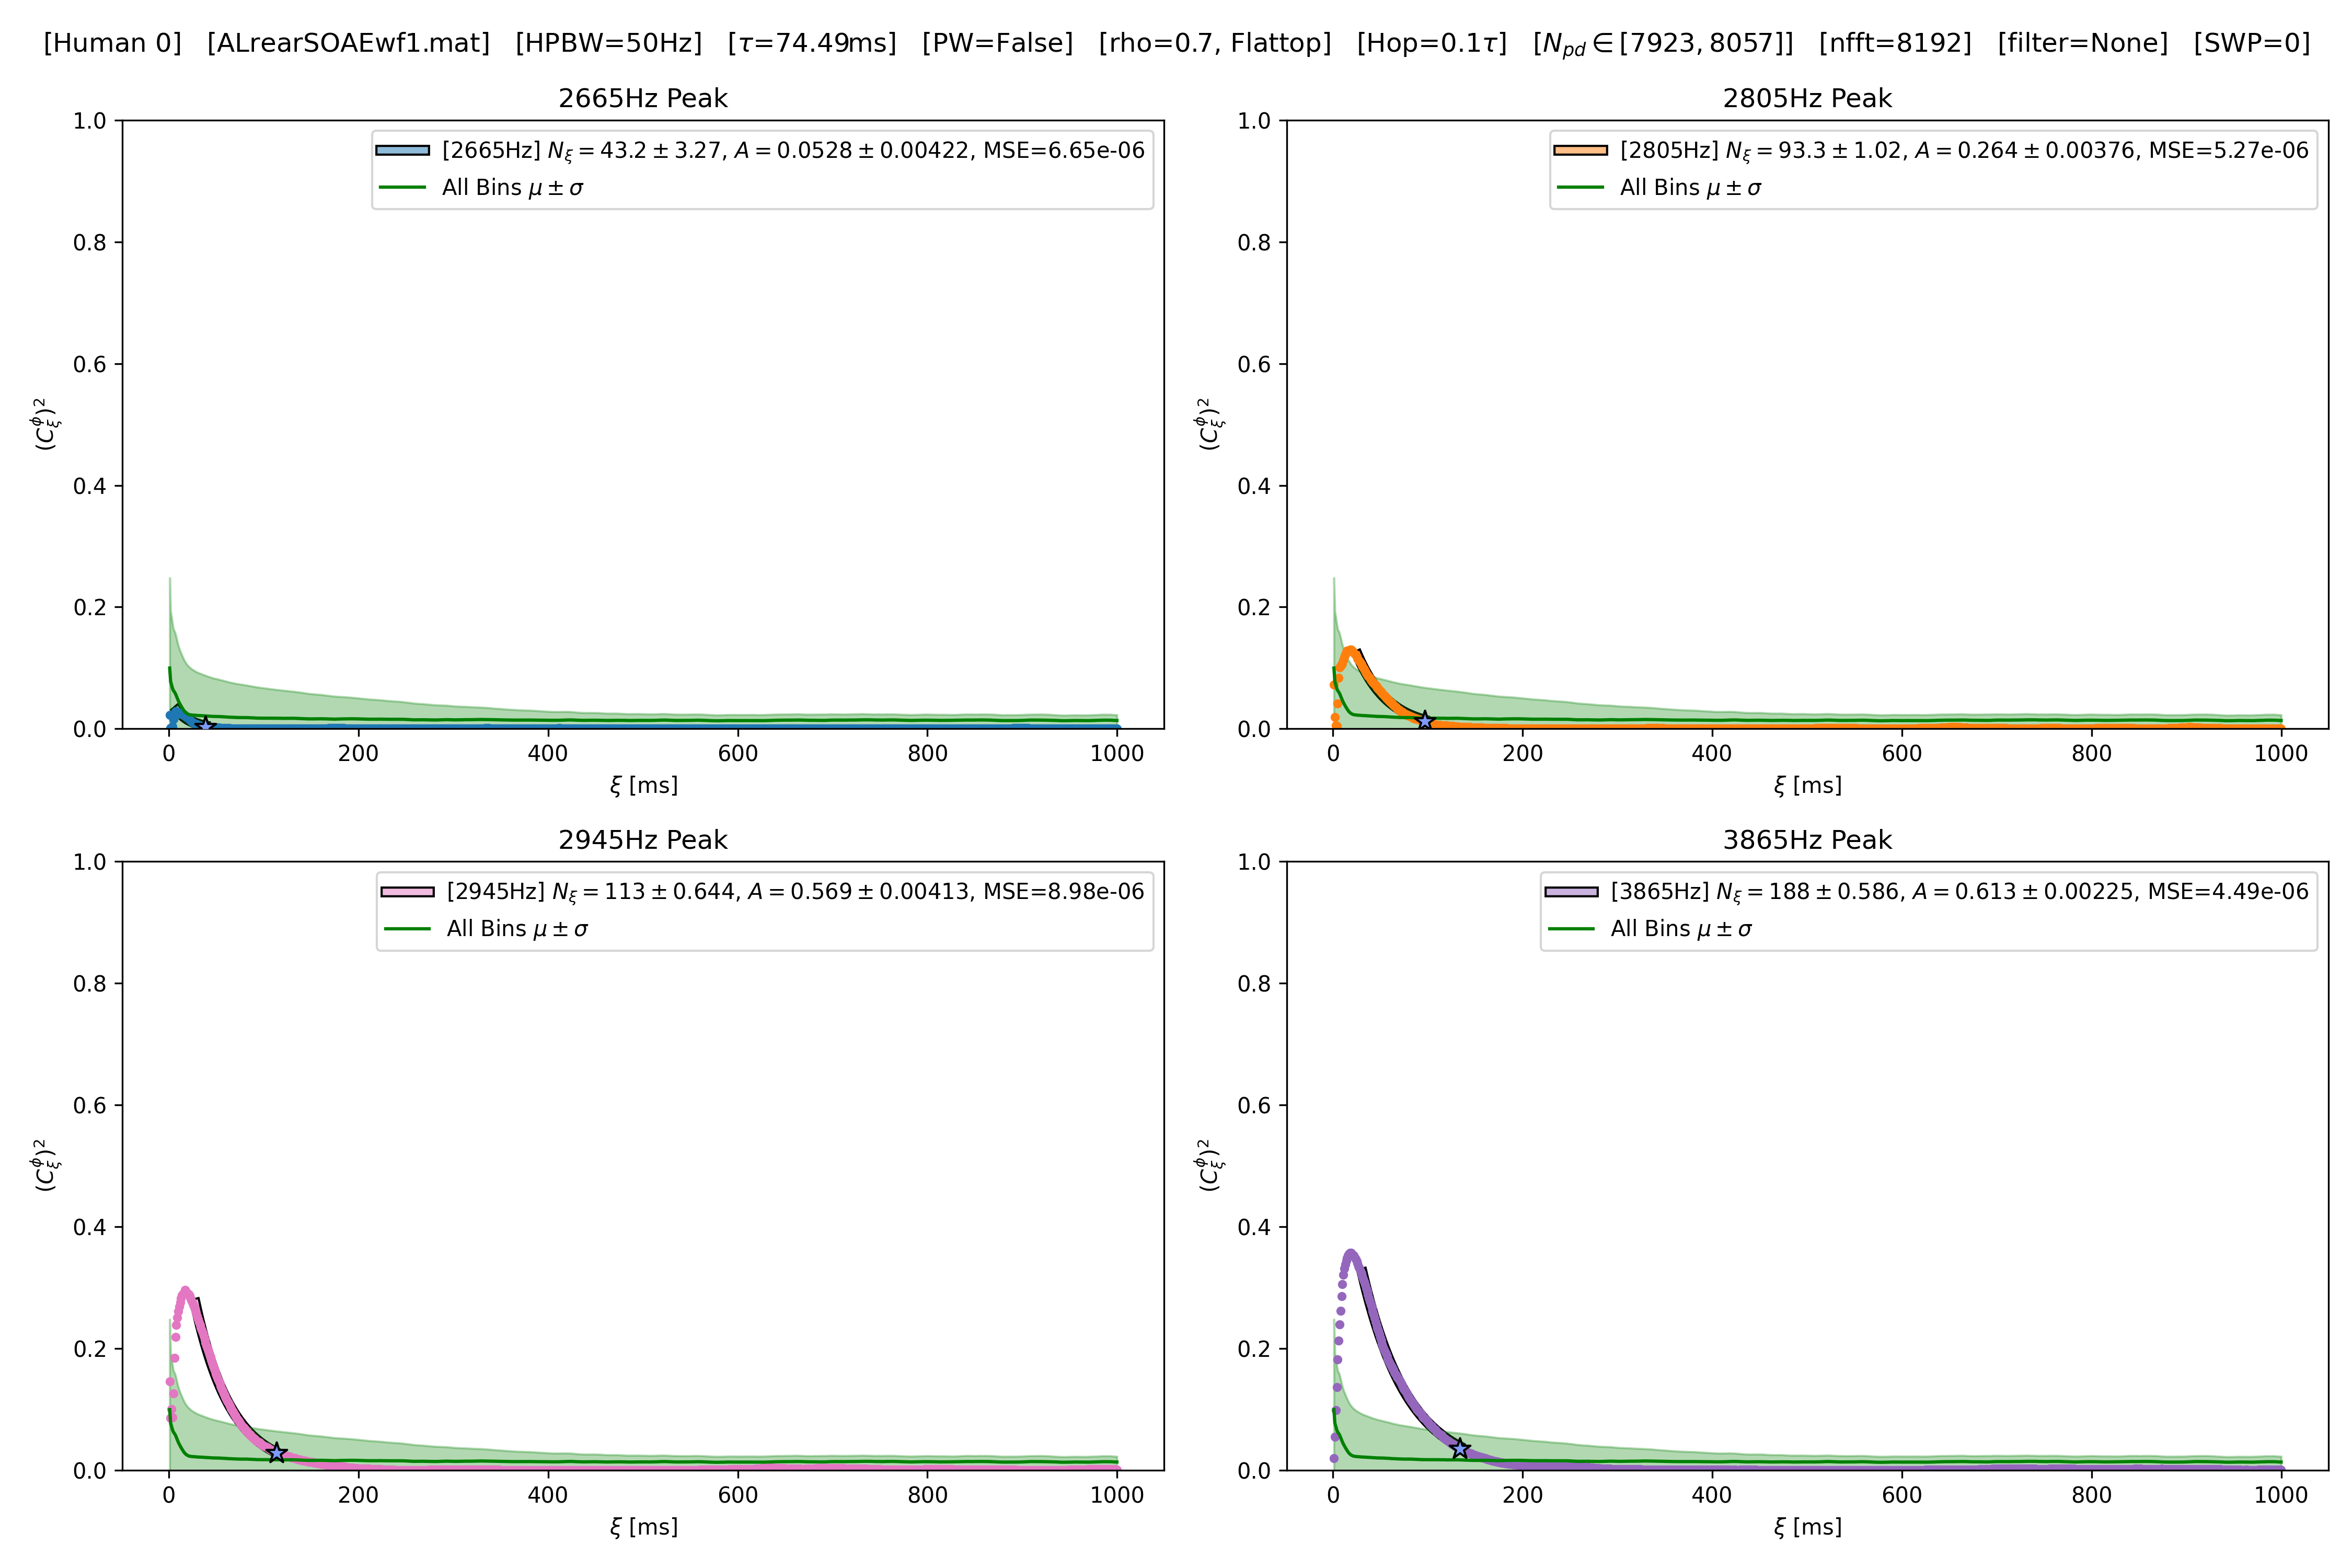 [Human 0] [ALrearSOAEwf1.mat] [HPBW=50Hz] [τ=74.49ms] [PW=False] [rho=0.7, Flattop] [Hop=0.1τ] [N_pd ∈ [7923, 8057]] [nfft=8192] [filter=None] [SWP=0]
2665Hz Peak
[2665Hz] N_ξ = 43.2 ± 3.27, A = 0.0528 ± 0.00422, MSE=6.65e-06
All Bins μ ± σ
1.0
0.8
0.6
0.4
0.2
0.0
(C_ξ^ϕ)^2
0 200 400 600 800 1000
ξ [ms]
2805Hz Peak
[2805Hz] N_ξ = 93.3 ± 1.02, A = 0.264 ± 0.00376, MSE=5.27e-06
All Bins μ ± σ
1.0
0.8
0.6
0.4
0.2
0.0
(C_ξ^ϕ)^2
0 200 400 600 800 1000
ξ [ms]
2945Hz Peak
[2945Hz] N_ξ = 113 ± 0.644, A = 0.569 ± 0.00413, MSE=8.98e-06
All Bins μ ± σ
1.0
0.8
0.6
0.4
0.2
0.0
(C_ξ^ϕ)^2
0 200 400 600 800 1000
ξ [ms]
3865Hz Peak
[3865Hz] N_ξ = 188 ± 0.586, A = 0.613 ± 0.00225, MSE=4.49e-06
All Bins μ ± σ
1.0
0.8
0.6
0.4
0.2
0.0
(C_ξ^ϕ)^2
0 200 400 600 800 1000
ξ [ms]